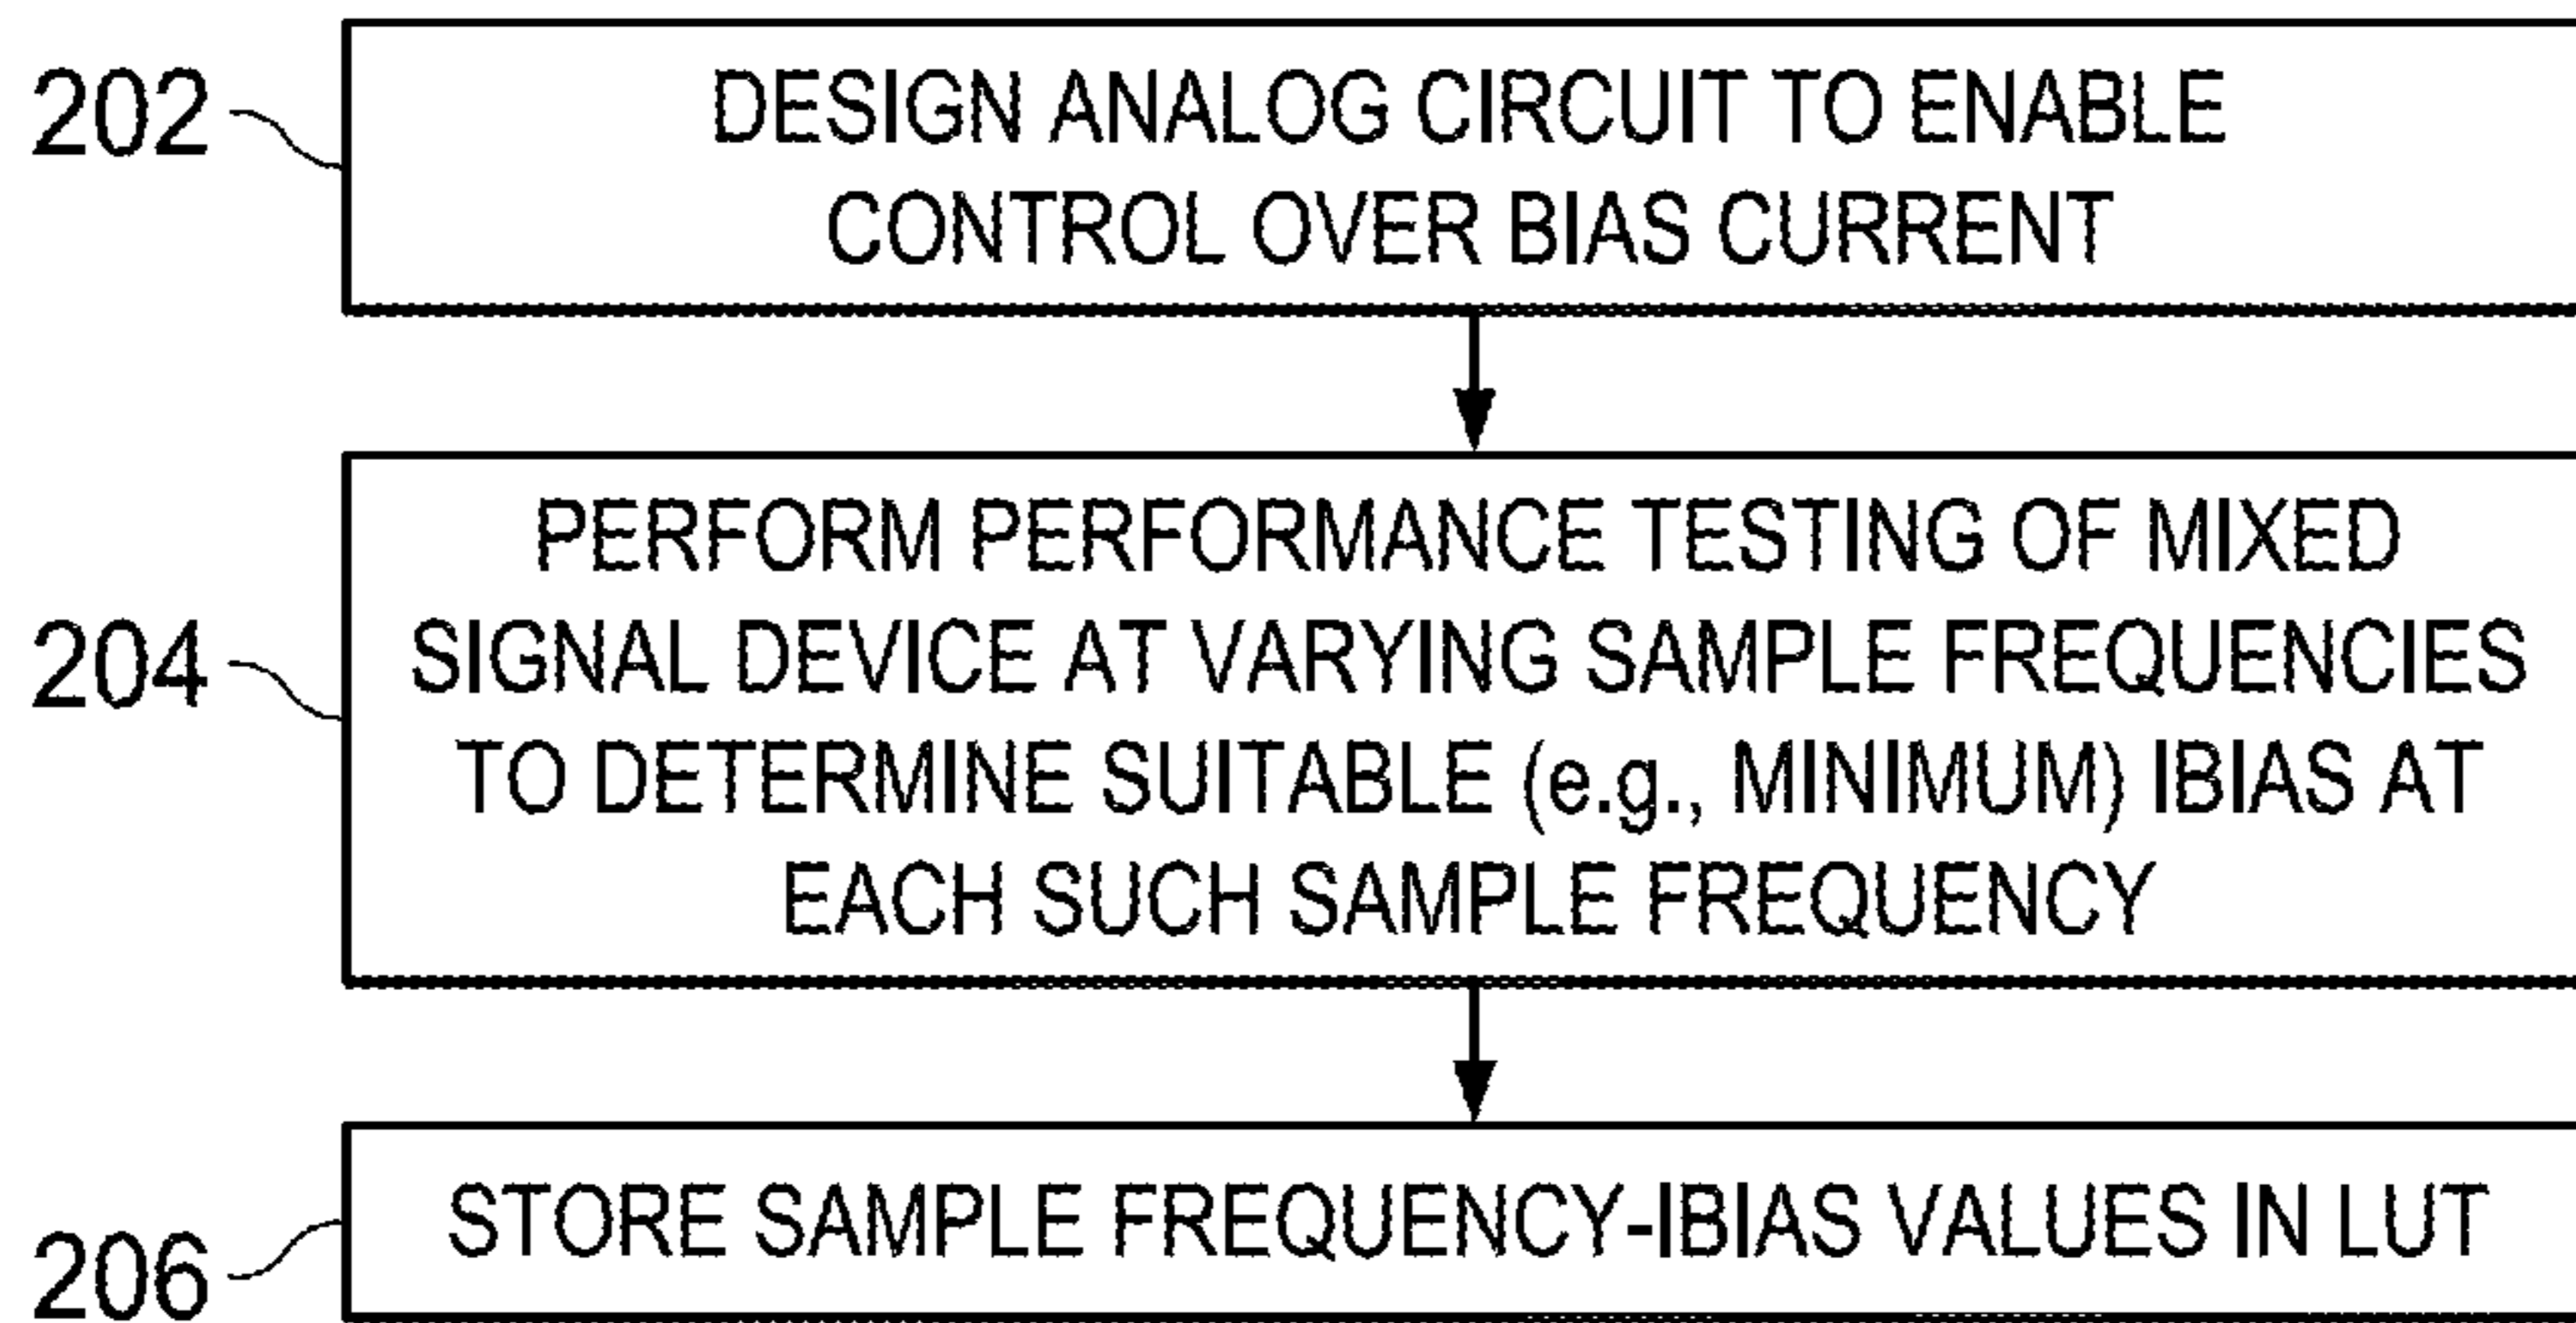 202
DESIGN ANALOG CIRCUIT TO ENABLE
CONTROL OVER BIAS CURRENT
204
PERFORM PERFORMANCE TESTING OF MIXED
SIGNAL DEVICE AT VARYING SAMPLE FREQUENCIES
TO DETERMINE SUITABLE (e.g., MINIMUM) IBIAS AT
EACH SUCH SAMPLE FREQUENCY
206
STORE SAMPLE FREQUENCY-IBIAS VALUES IN LUT